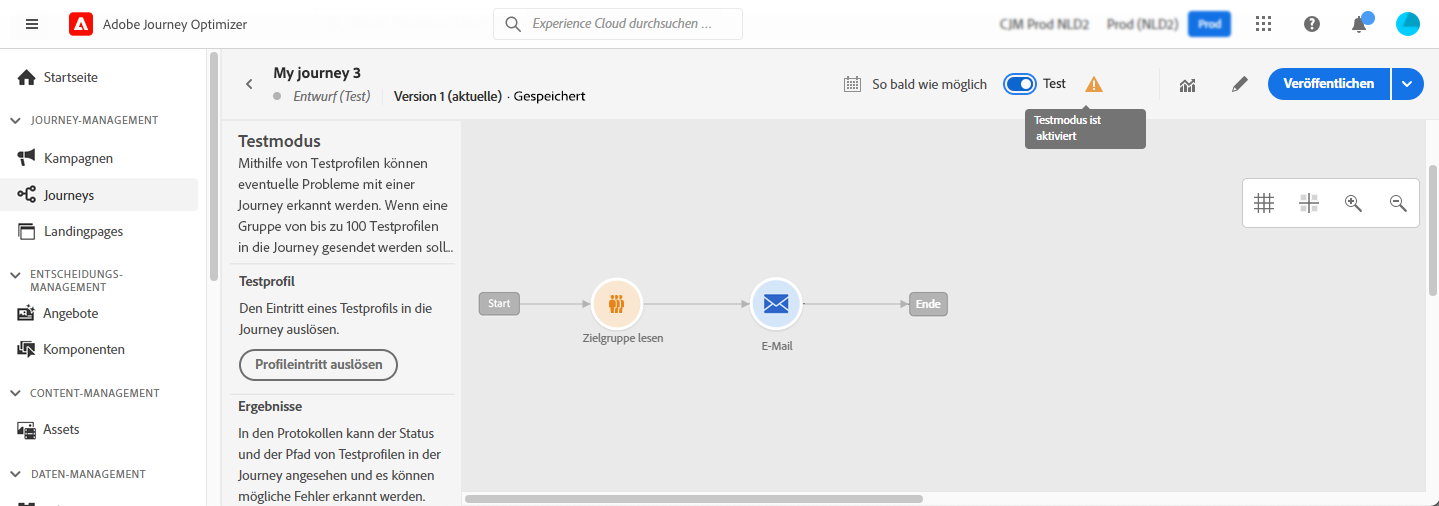 Adobe Journey Optimizer
Experience Cloud durchsuchen ...
CJM Prod NLD2 Prod (NLD2) Prod
Startseite
JOURNEY-MANAGEMENT
Kampagnen
Journeys
Landingpages
ENTSCHEIDUNGS-
MANAGEMENT
Angebote
Komponenten
CONTENT-MANAGEMENT
Assets
DATEN-MANAGEMENT
My journey 3
Entwurf (Test) Version 1 (aktuelle) · Gespeichert
So bald wie möglich Test
Veröffentlichen
Testmodus ist
aktiviert
Testmodus
Mithilfe von Testprofilen können
eventuelle Probleme mit einer
Journey erkannt werden. Wenn eine
Gruppe von bis zu 100 Testprofilen
in die Journey gesendet werden soll...
Testprofil
Den Eintritt eines Testprofils in die
Journey auslösen.
Profileintritt auslösen
Ergebnisse
In den Protokollen kann der Status
und der Pfad von Testprofilen in der
Journey angesehen und es können
mögliche Fehler erkannt werden.
Start
Zielgruppe lesen
E-Mail
Ende